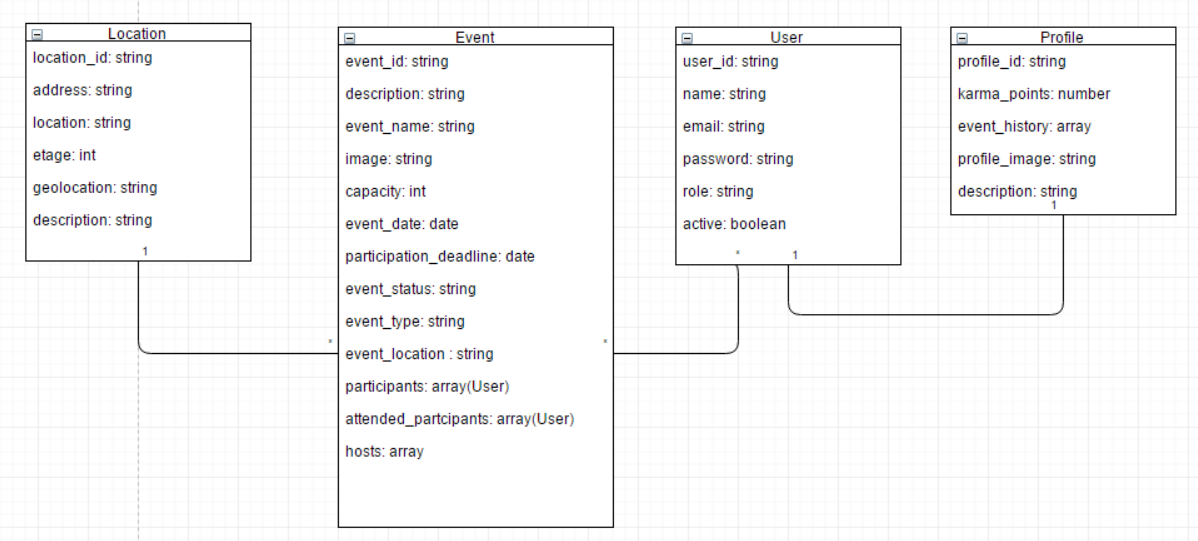 Location
location_id: string
address: string
location: string
etage: int
geolocation: string
description: string
1
Event
event_id: string
description: string
event_name: string
image: string
capacity: int
event_date: date
participation_deadline: date
event_status: string
event_type: string
event_location : string
participants: array(User)
attended_partcipants: array(User)
hosts: array
*
*
User
user_id: string
name: string
email: string
password: string
role: string
active: boolean
* 1
Profile
profile_id: string
karma_points: number
event_history: array
profile_image: string
description: string
1